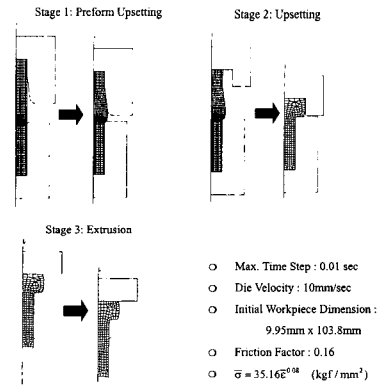 Stage 1: Preform Upsetting
Stage 2: Upsetting
Stage 3: Extrusion
O Max. Time Step : 0.01 sec
O Die Velocity : 10mm/sec
O Initial Workpiece Dimension :
9.95mm x 103.8mm
O Friction Factor : 0.16
O σ̅ = 35.16ε̅^0.08 (kgf / mm²)